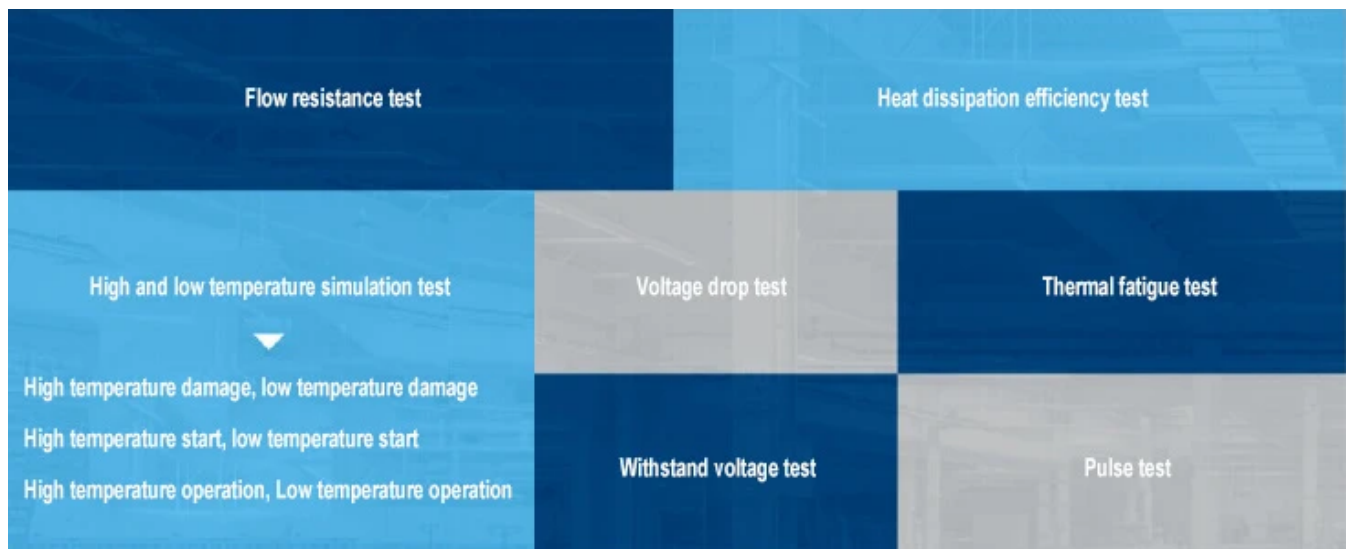 Flow resistance test
Heat dissipation efficiency test
High and low temperature simulation test
High temperature damage, low temperature damage
High temperature start, low temperature start
High temperature operation, Low temperature operation
Voltage drop test
Thermal fatigue test
Withstand voltage test
Pulse test